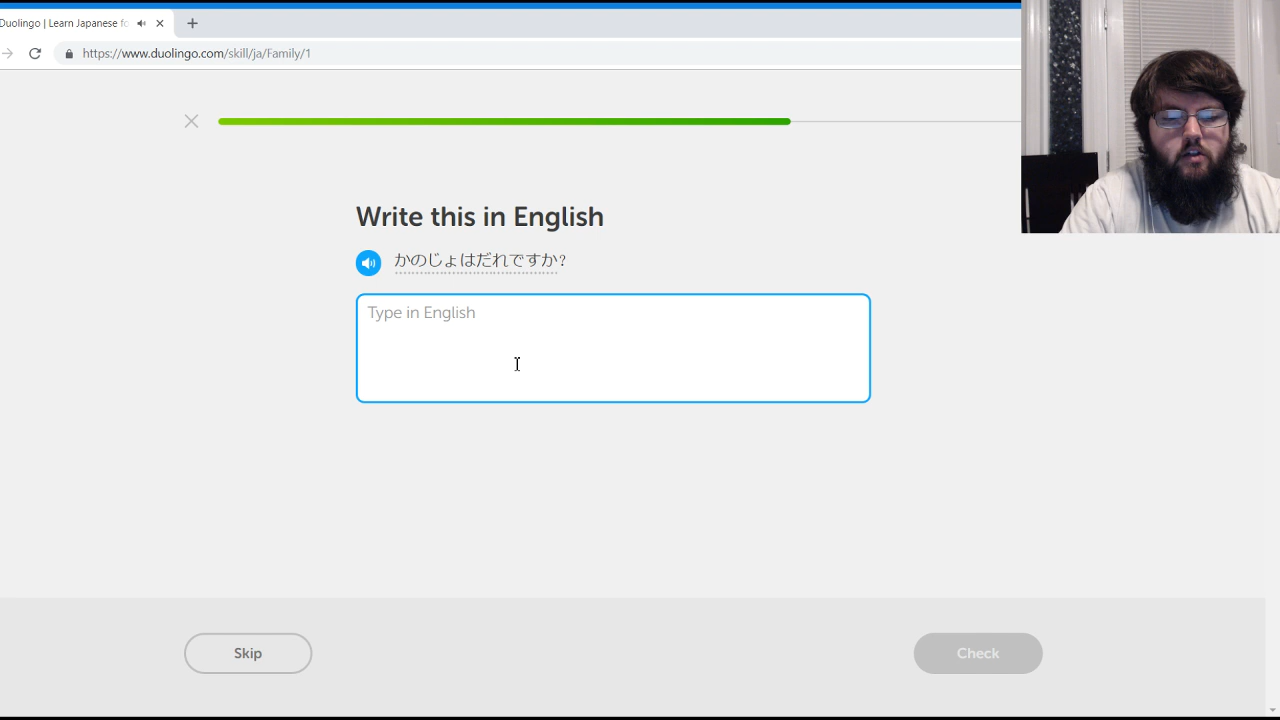 Duolingo | Learn Japanese fo
https://www.duolingo.com/skill/ja/Family/1
Write this in English
かのじょはだれですか?
Type in English
Skip
Check